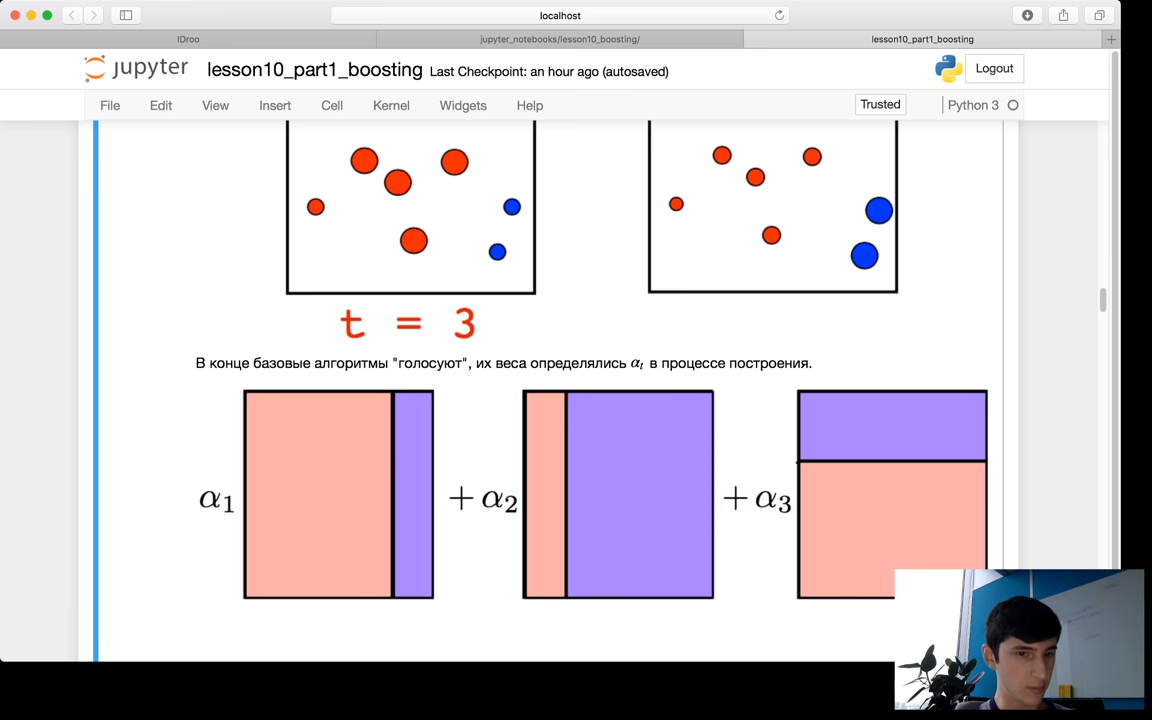 localhost
IDroo
jupyter_notebooks/lesson10_boosting/
lesson10_part1_boosting
+
jupyter lesson10_part1_boosting Last Checkpoint: an hour ago (autosaved)
Logout
File Edit View Insert Cell Kernel Widgets Help
Trusted
Python 3
t = 3
В конце базовые алгоритмы "голосуют", их веса определялись αt в процессе построения.
α1 + α2 + α3